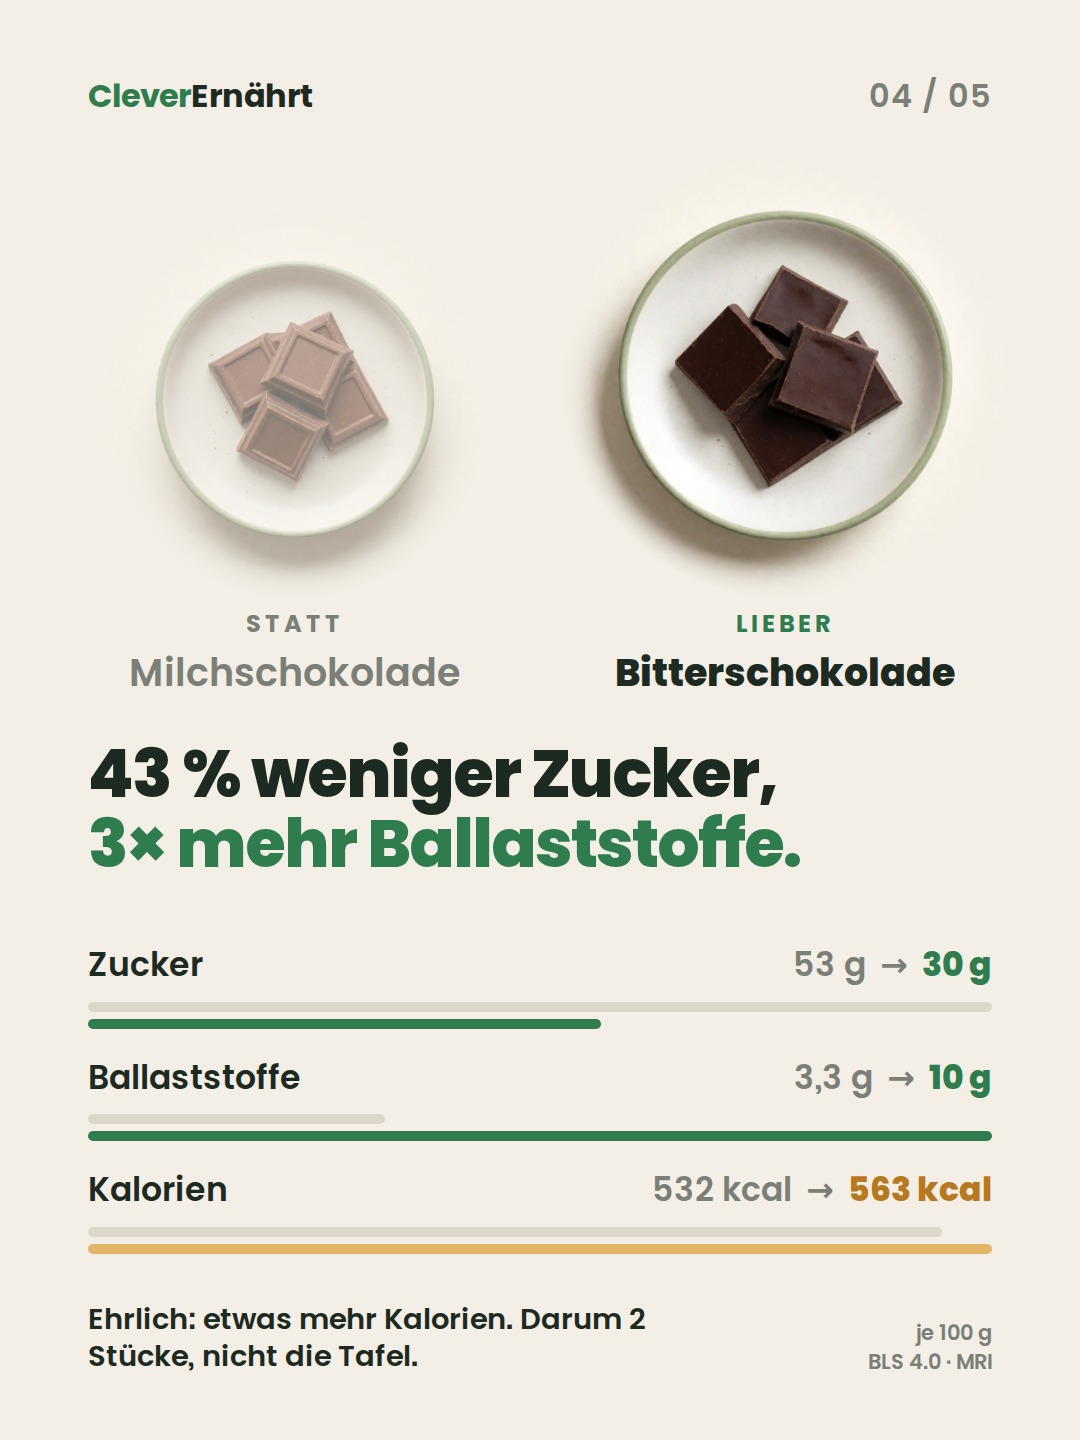 CleverErnährt
04 / 05
STATT
Milchschokolade
LIEBER
Bitterschokolade
43 % weniger Zucker,
3× mehr Ballaststoffe.
Zucker
53 g → 30 g
Ballaststoffe
3,3 g → 10 g
Kalorien
532 kcal → 563 kcal
Ehrlich: etwas mehr Kalorien. Darum 2
Stücke, nicht die Tafel.
je 100 g
BLS 4.0 · MRI